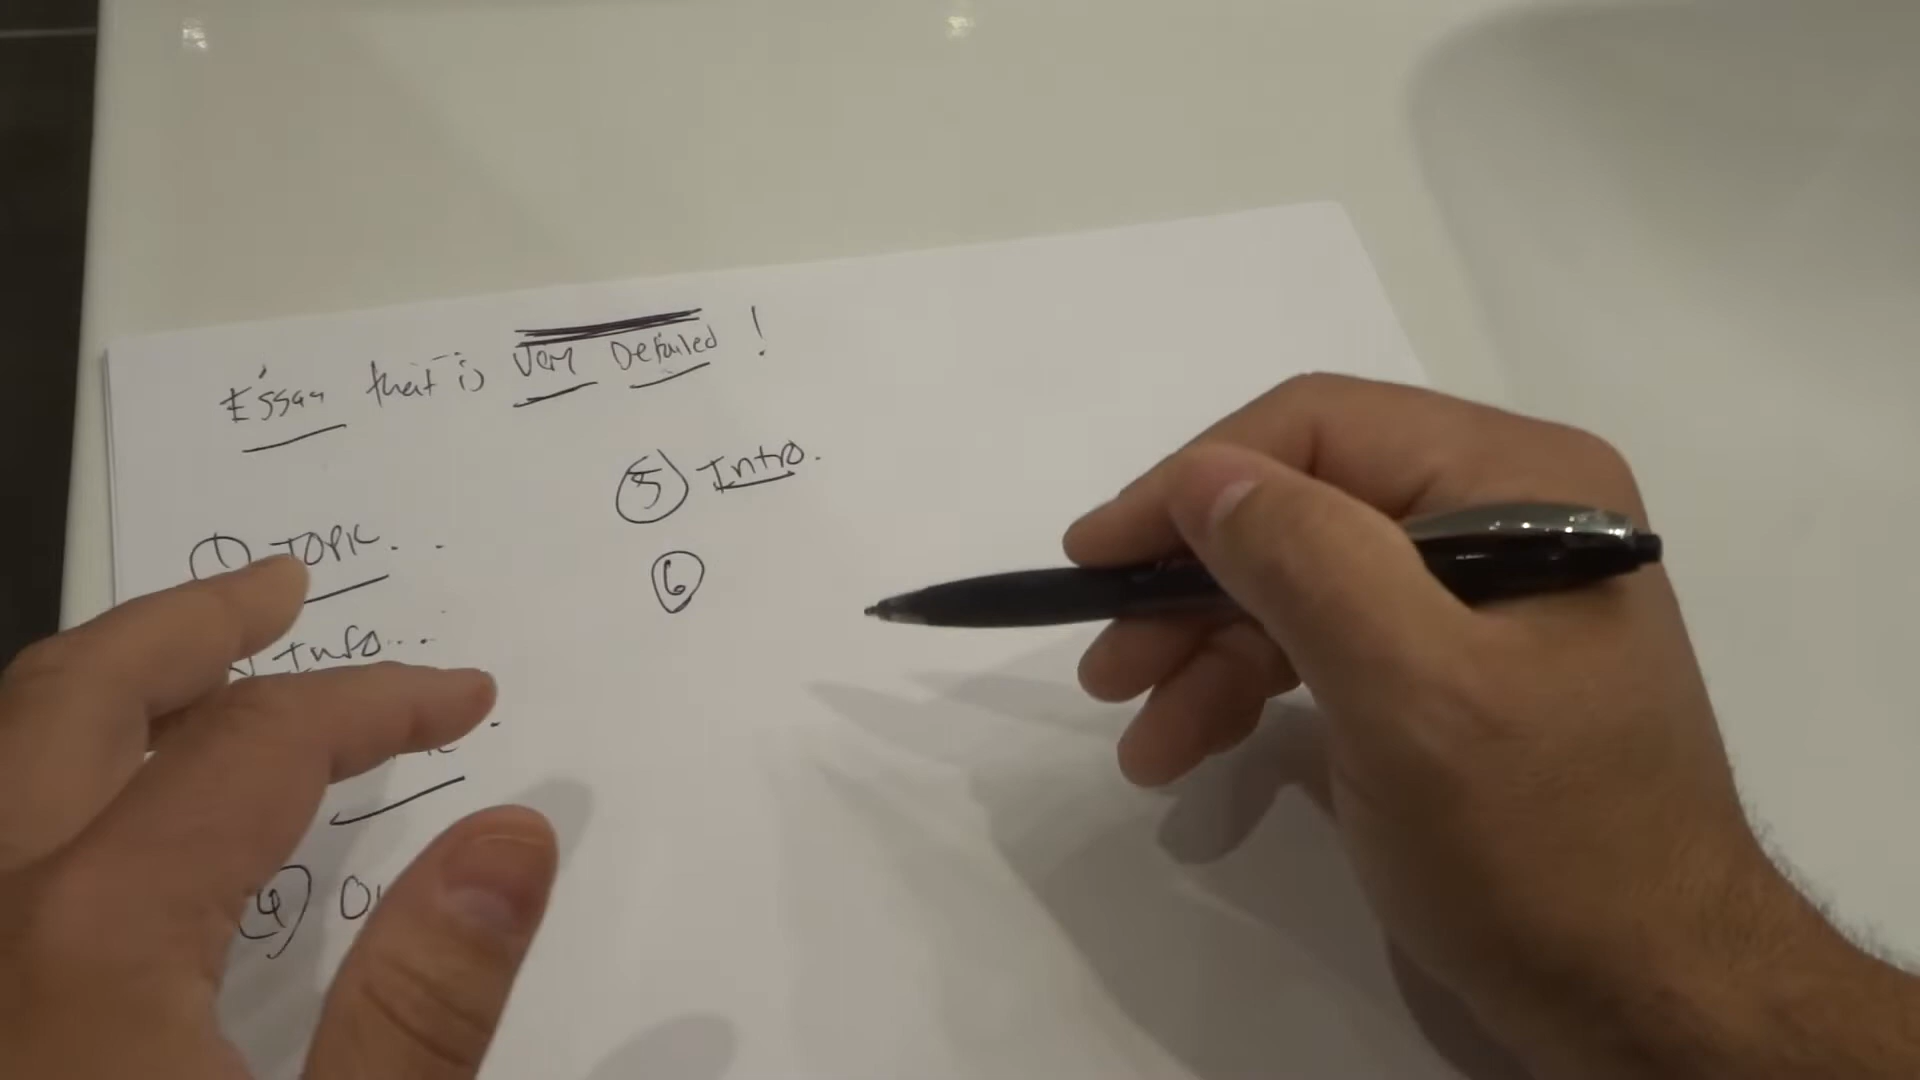 Essay that is Very Detailed !
① TOPIC. .
Info...
④
⑤ Intro.
⑥